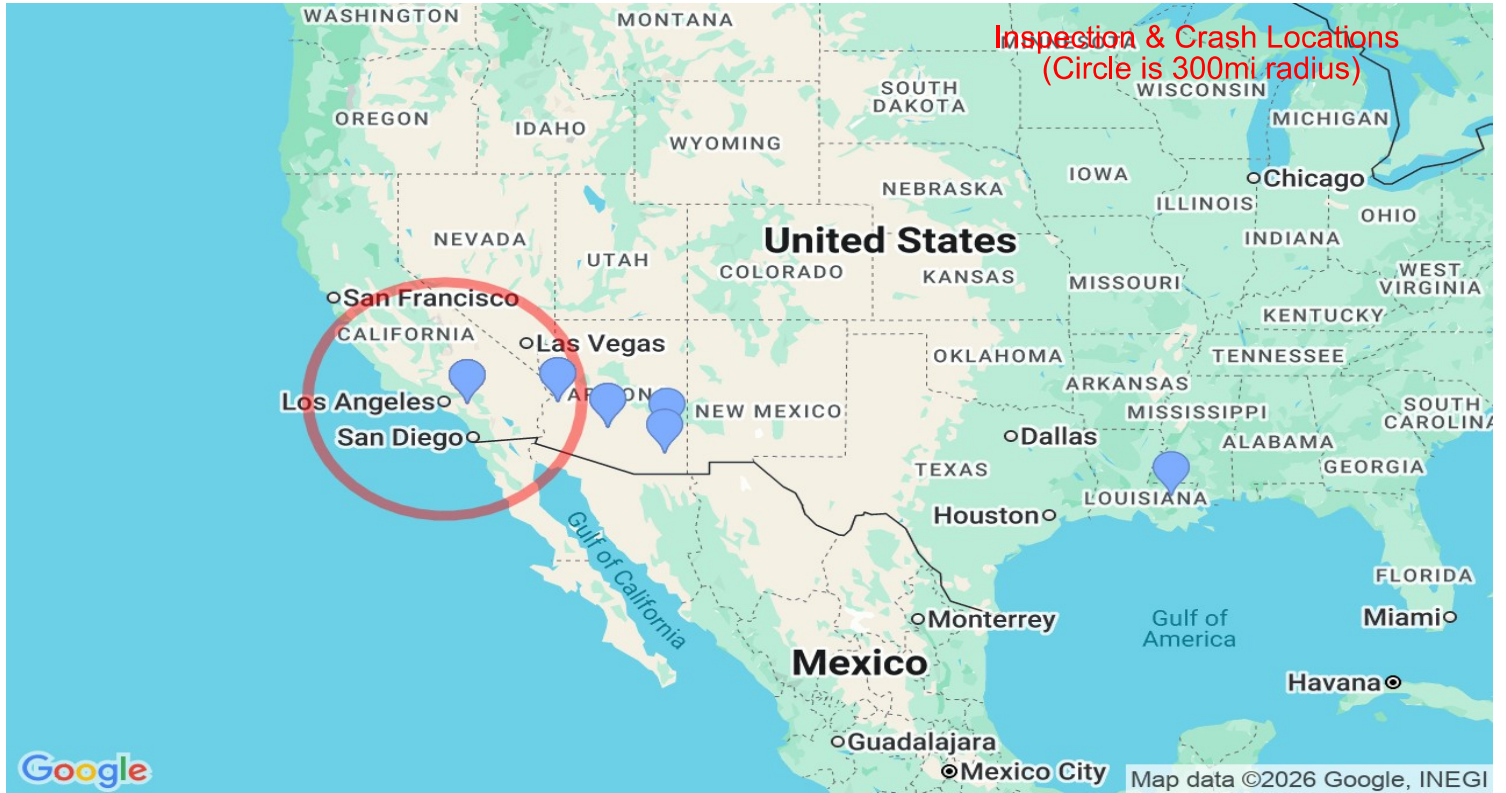 WASHINGTON
MONTANA
MINNESOTA
Inspection & Crash Locations
(Circle is 300mi radius)
SOUTH
DAKOTA
WISCONSIN
MICHIGAN
OREGON
IDAHO
WYOMING
IOWA
Chicago
NEBRASKA
ILLINOIS
OHIO
NEVADA
United States
INDIANA
UTAH
COLORADO
KANSAS
MISSOURI
WEST
VIRGINIA
San Francisco
KENTUCKY
CALIFORNIA
Las Vegas
OKLAHOMA
TENNESSEE
ARKANSAS
Los Angeles
NEW MEXICO
MISSISSIPPI
SOUTH
CAROLINA
San Diego
Dallas
ALABAMA
TEXAS
GEORGIA
LOUISIANA
Houston
Gulf of California
FLORIDA
Monterrey
Gulf of
America
Miami
Mexico
Havana
Guadalajara
Mexico City
Google
Map data ©2026 Google, INEGI